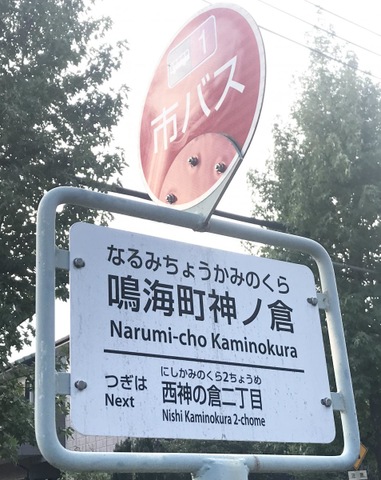 1
市バス
なるみちょうかみのくら
鳴海町神ノ倉
Narumi-cho Kaminokura
にしかみのくら2ちょうめ
つぎは 西神の倉二丁目
Next Nishi Kaminokura 2-chome